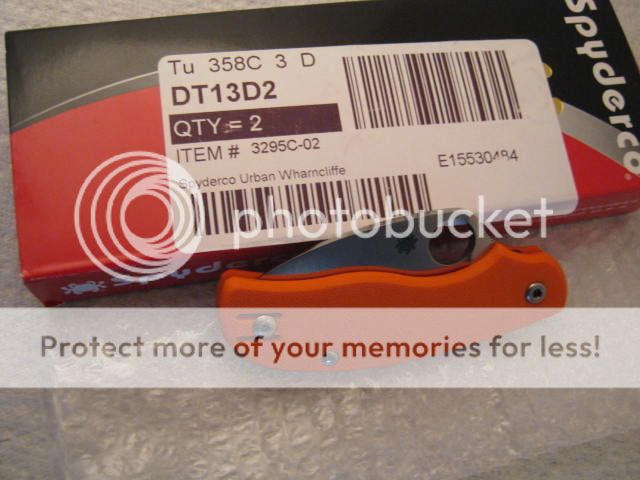 Spyderco
Tu 358C 3 D
DT13D2
QTY = 2
ITEM # 3295C-02
E15530484
Spyderco Urban Wharncliffe
photobucket
Spyderco
Protect more of your memories for less!